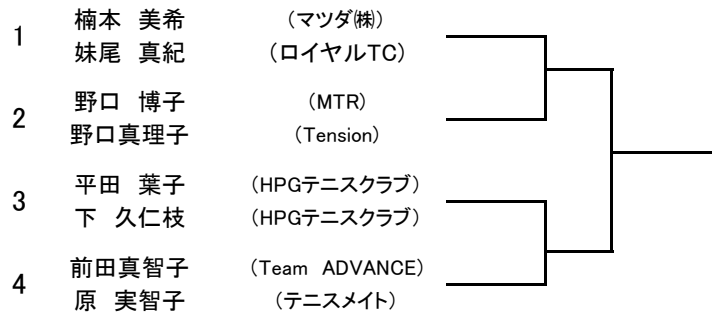 1
楠本　美希 （マツダ㈱）
妹尾　真紀 （ロイヤルTC）
2
野口　博子 （MTR）
野口真理子 （Tension）
3
平田　葉子 （HPGテニスクラブ）
下　久仁枝 （HPGテニスクラブ）
4
前田真智子 （Team　ADVANCE）
原　実智子 （テニスメイト）